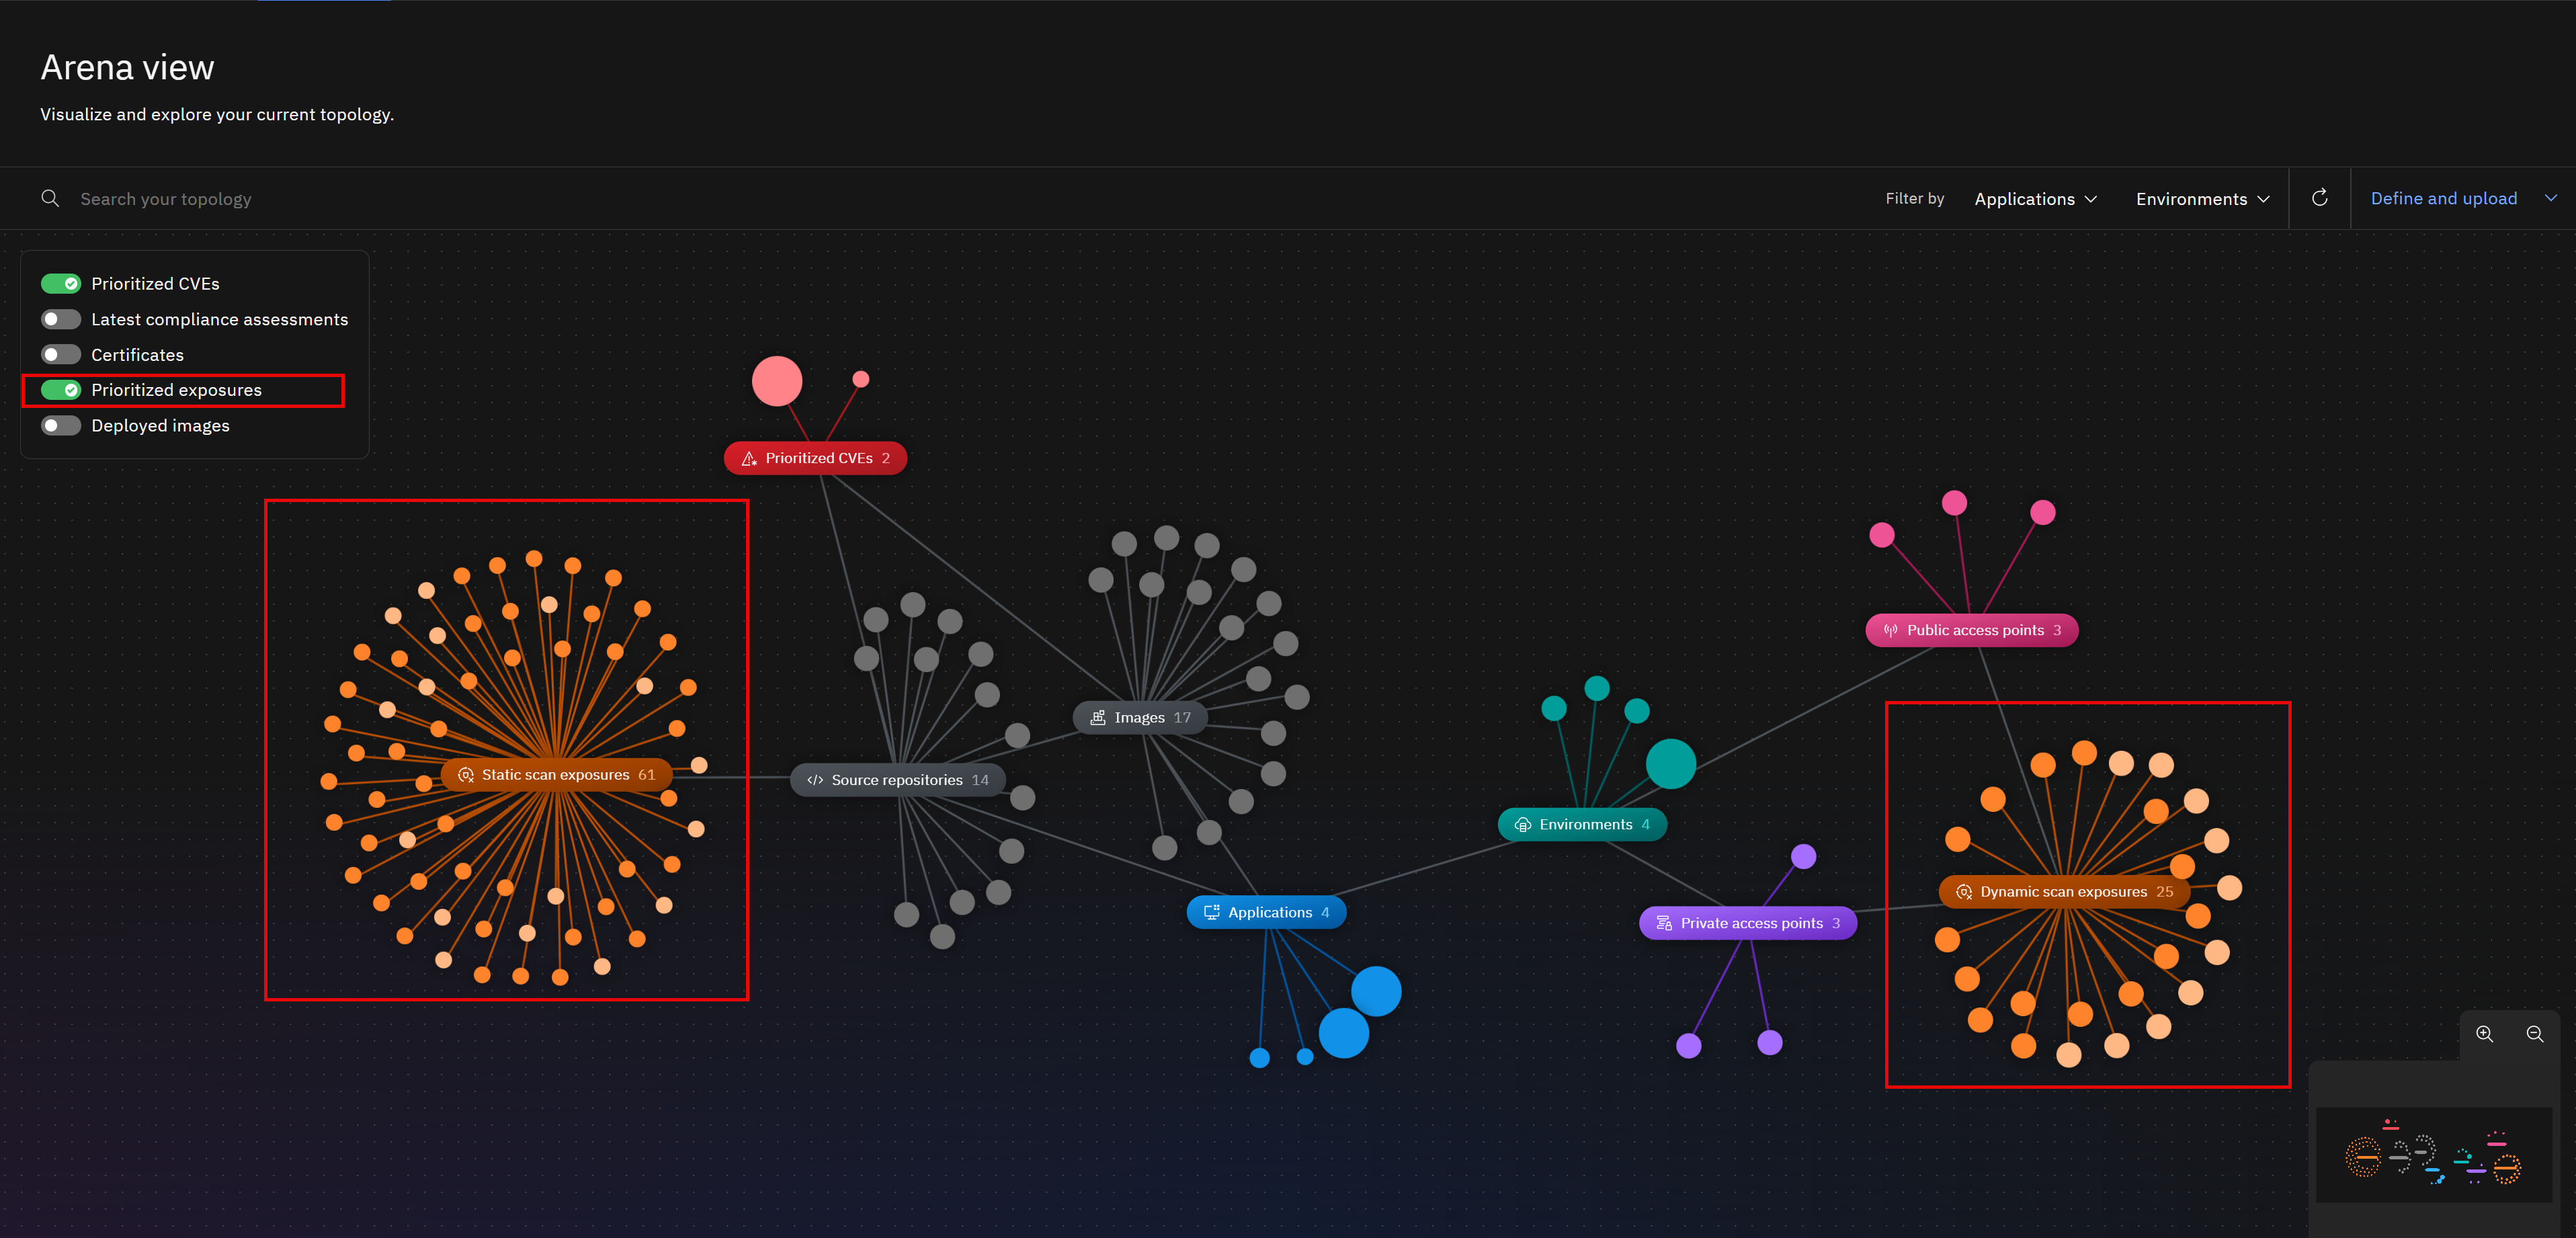 Arena view
Visualize and explore your current topology.
Search your topology
Filter by Applications Environments Define and upload
Prioritized CVEs
Latest compliance assessments
Certificates
Prioritized exposures
Deployed images
Prioritized CVEs 2
Public access points 3
Images 17
Static scan exposures 61
Source repositories 14
Environments 4
Dynamic scan exposures 25
Applications 4
Private access points 3